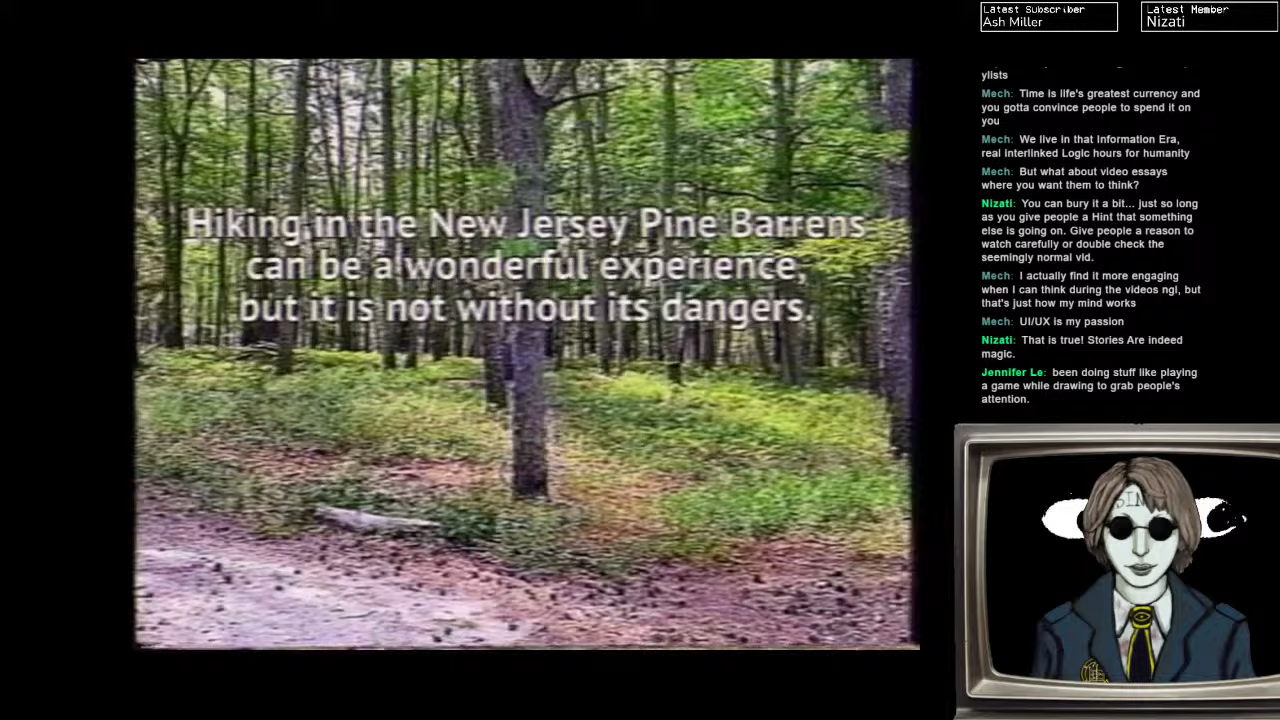 Latest Subscriber
Ash Miller
Latest Member
Nizati
Hiking in the New Jersey Pine Barrens
can be a wonderful experience,
but it is not without its dangers.
ylists
Mech: Time is life's greatest currency and
you gotta convince people to spend it on
you
Mech: We live in that Information Era,
real interlinked Logic hours for humanity
Mech: But what about video essays
where you want them to think?
Nizati: You can bury it a bit... just so long
as you give people a Hint that something
else is going on. Give people a reason to
watch carefully or double check the
seemingly normal vid.
Mech: I actually find it more engaging
when I can think during the videos ngl, but
that's just how my mind works
Mech: UI/UX is my passion
Nizati: That is true! Stories Are indeed
magic.
Jennifer Le: been doing stuff like playing
a game while drawing to grab people's
attention.
SIN